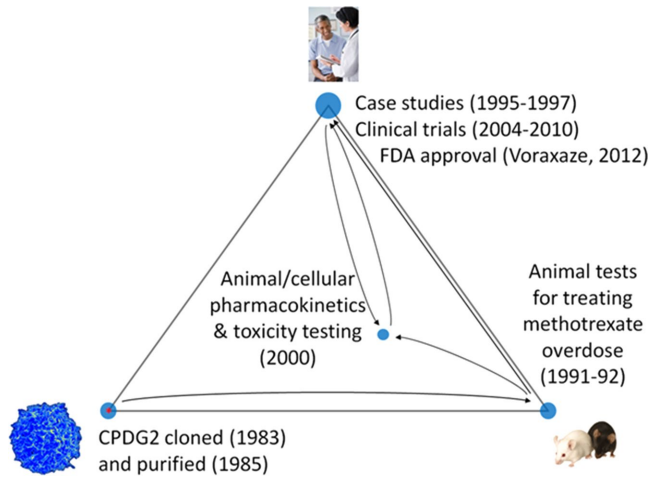 Case studies (1995-1997)
Clinical trials (2004-2010)
FDA approval (Voraxaze, 2012)
Animal/cellular
pharmacokinetics
& toxicity testing
(2000)
Animal tests
for treating
methotrexate
overdose
(1991-92)
CPDG2 cloned (1983)
and purified (1985)